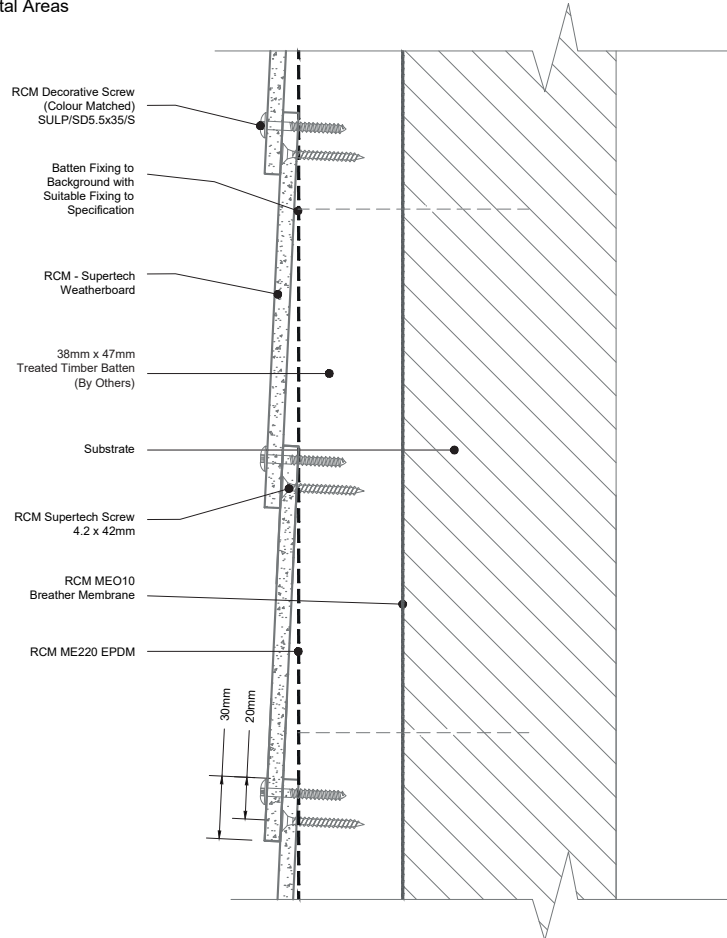 tal Areas
RCM Decorative Screw
(Colour Matched)
SULP/SD5.5x35/S
Batten Fixing to
Background with
Suitable Fixing to
Specification
RCM - Supertech
Weatherboard
38mm x 47mm
Treated Timber Batten
(By Others)
Substrate
RCM Supertech Screw
4.2 x 42mm
RCM MEO10
Breather Membrane
RCM ME220 EPDM
30mm
20mm